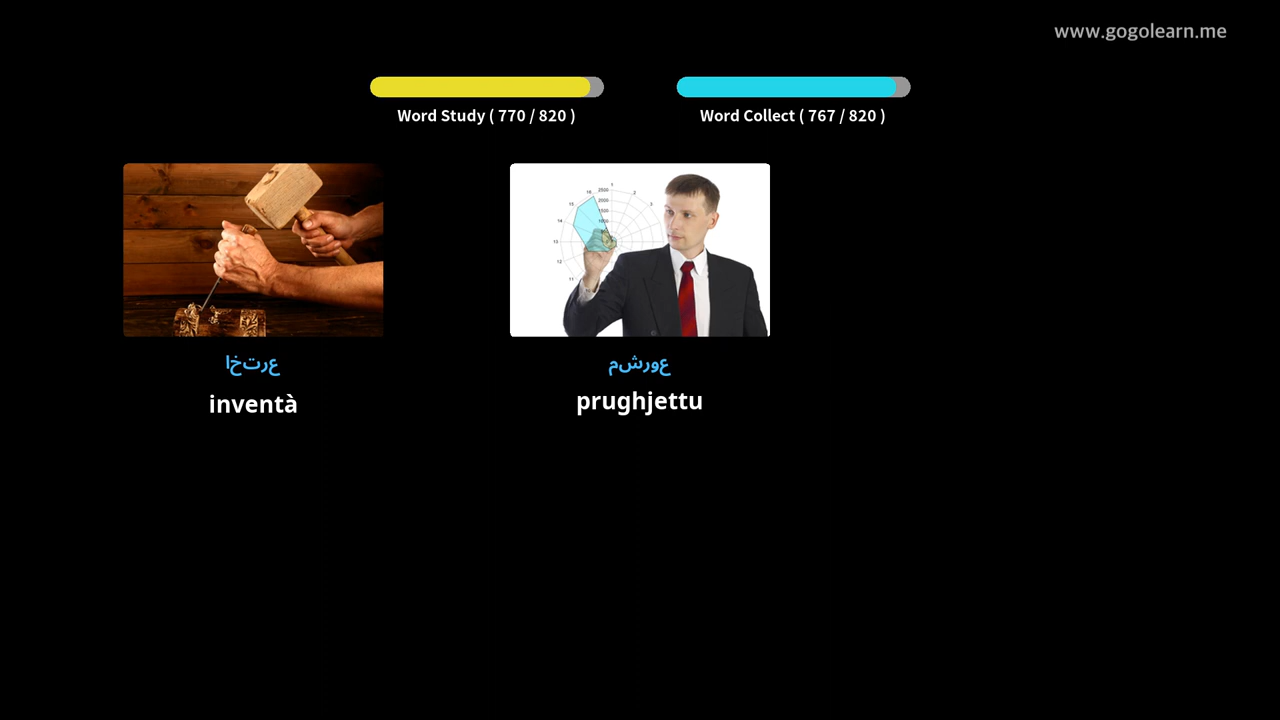 www.gogolearn.me
Word Study ( 770 / 820 )
Word Collect ( 767 / 820 )
اخترع
inventà
مشروع
prughjettu